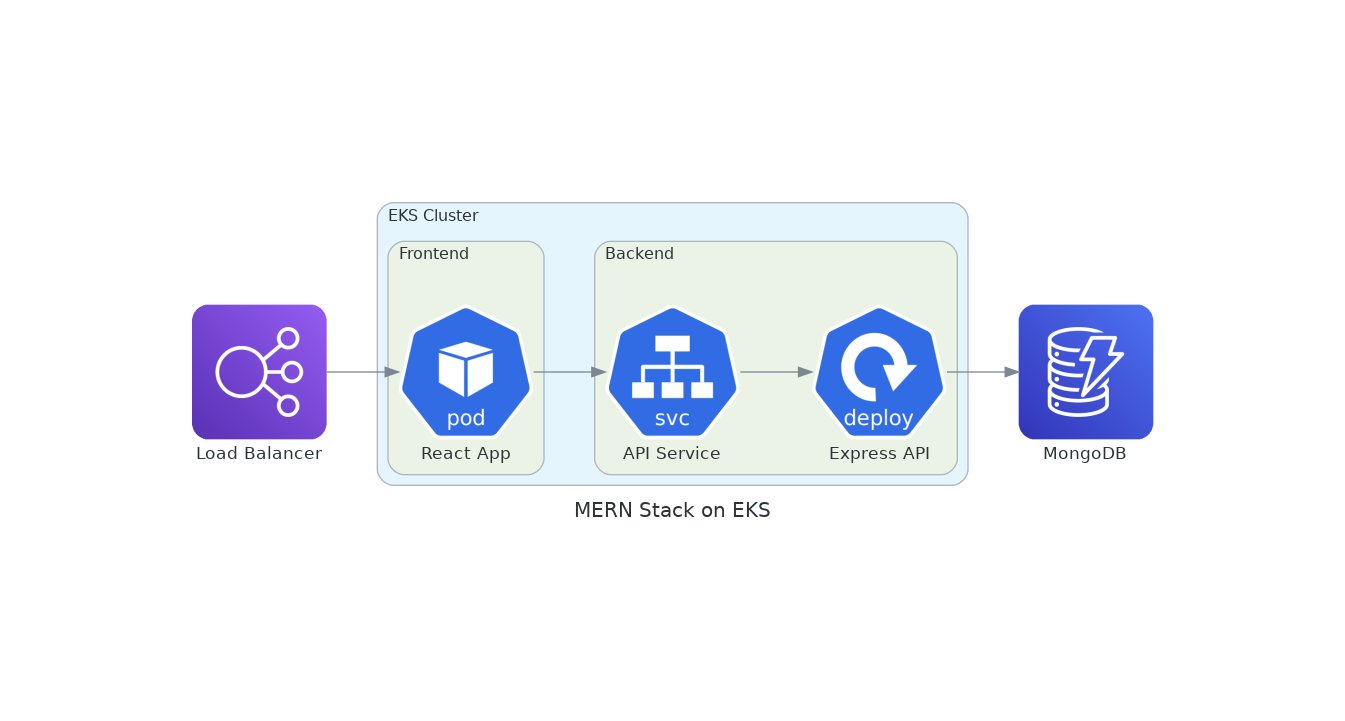 EKS Cluster
Frontend
Backend
pod
svc
deploy
Load Balancer
React App
API Service
Express API
MongoDB
MERN Stack on EKS